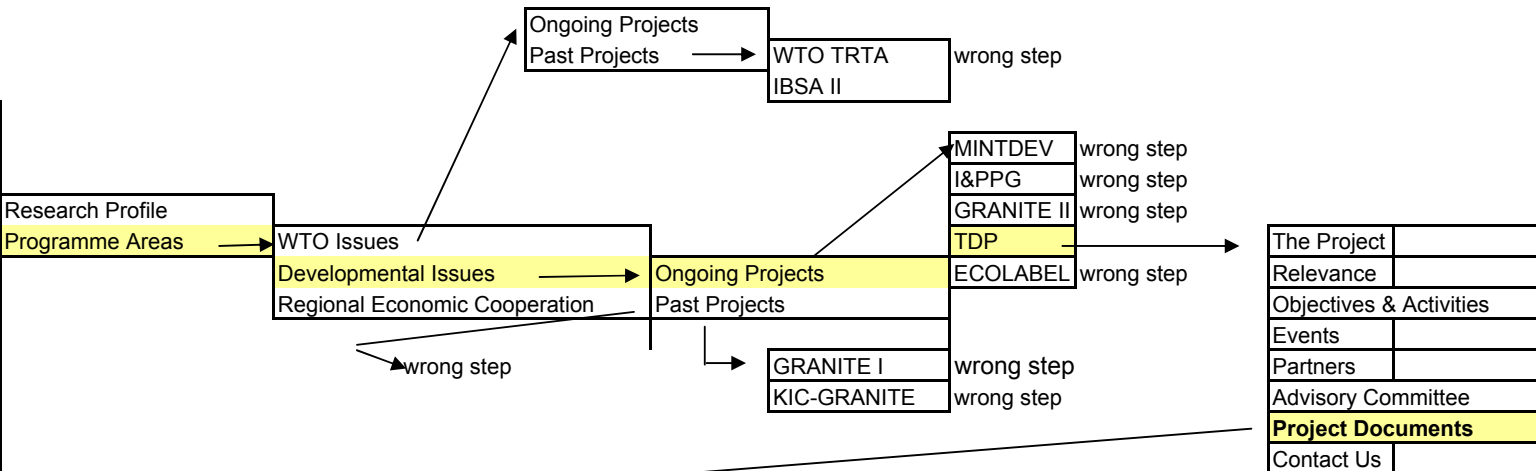 Ongoing Projects
Past Projects
WTO TRTA wrong step
IBSA II
MINTDEV wrong step
I&PPG wrong step
GRANITE II wrong step
TDP
ECOLABEL wrong step
Research Profile
Programme Areas
WTO Issues
Developmental Issues
Regional Economic Cooperation
wrong step
Ongoing Projects
Past Projects
GRANITE I wrong step
KIC-GRANITE wrong step
The Project
Relevance
Objectives & Activities
Events
Partners
Advisory Committee
Project Documents
Contact Us